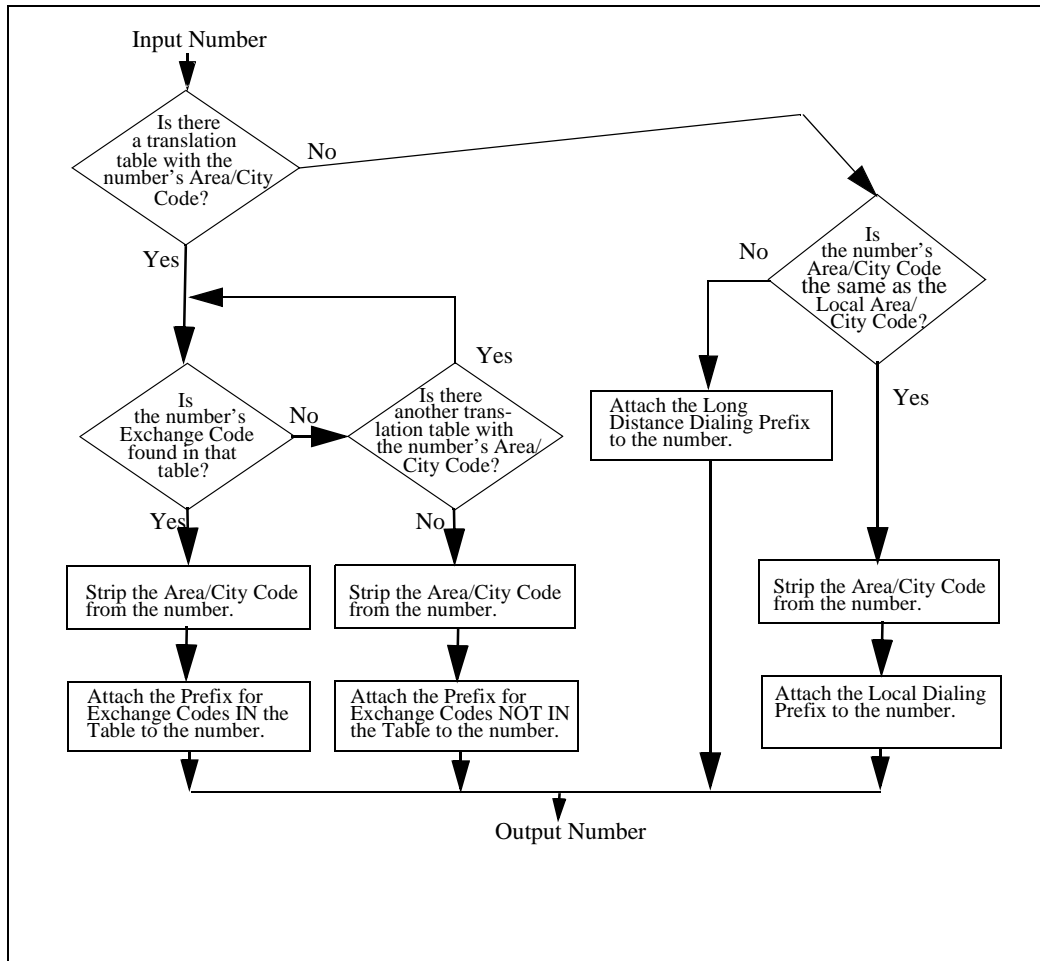 Input Number
Is there
a translation
table with the
number's Area/City
Code?
No
Yes
Is
the number's
Area/City Code
the same as the
Local Area/
City Code?
No
Yes
Is
the number's
Exchange Code
found in that
table?
No
Yes
Is there
another trans-
lation table with
the number's Area/
City Code?
Yes
No
Attach the Long
Distance Dialing Prefix
to the number.
Strip the Area/City Code
from the number.
Strip the Area/City Code
from the number.
Strip the Area/City Code
from the number.
Attach the Prefix for
Exchange Codes IN the
Table to the number.
Attach the Prefix for
Exchange Codes NOT IN
the Table to the number.
Attach the Local Dialing
Prefix to the number.
Output Number